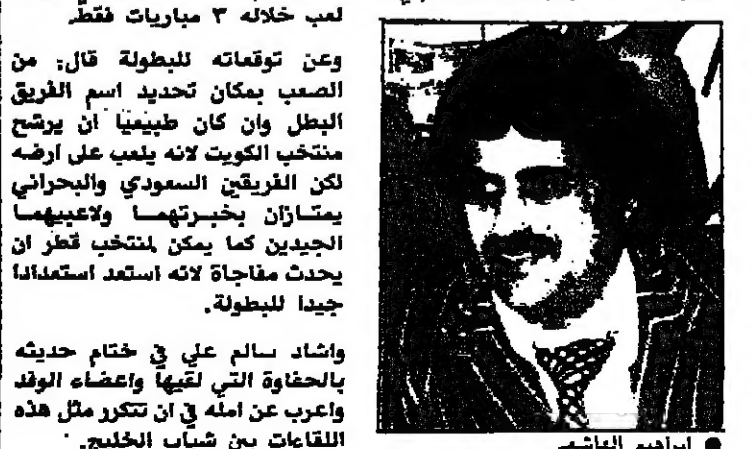 لعب خلاله ٣ مباريات فقط.
وعن توقعاته للبطولة قال: من
الصعب بمكان تحديد اسم الفريق
البطل وان كان طبيعيا ان يرشح
منتخب الكويت لانه يلعب على ارضه
لكن الفريقين السعودي والبحراني
يمتازان بخبرتهما ولاعبيهما
الجيدين كما يمكن لمنتخب قطر ان
يحدث مفاجاة لانه استعد استعدادا
جيدا للبطولة.
واشاد سالم علي في ختام حديثه
بالحفاوة التي لقيها واعضاء الوفد
واعرب عن امله في ان تتكرر مثل هذه
اللقاءات بين شباب الخليج.
● ابراهيم الهاشمي